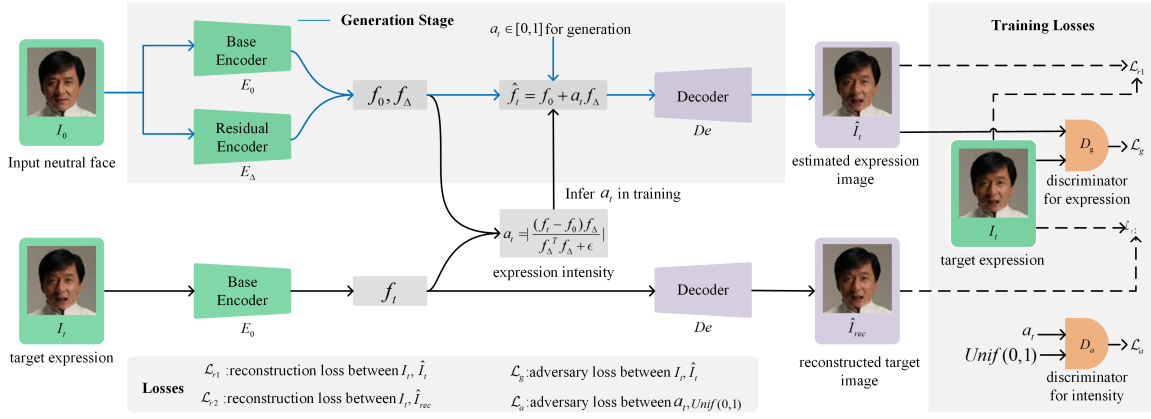 Generation Stage
Training Losses
a_t ∈ [0,1] for generation
Base
Encoder
E_0
Residual
Encoder
E_Δ
I_0
Input neutral face
f_0, f_Δ
f̂_t = f_0 + a_t f_Δ
Decoder
De
Î_t
estimated expression
image
ℒ_r1
D_g
ℒ_g
discriminator
for expression
I_t
target expression
Infer a_t in training
a_t = | (f_t − f_0) f_Δ / (f_Δ^T f_Δ + ϵ) |
expression intensity
I_t
target expression
Base
Encoder
E_0
f_t
Decoder
De
Î_rec
reconstructed target
image
a_t
Unif (0,1)
D_a
ℒ_a
discriminator
for intensity
Losses
ℒ_r1 :reconstruction loss between I_t, Î_t
ℒ_r2 :reconstruction loss between I_t, Î_rec
ℒ_g :adversary loss between I_t, Î_t
ℒ_a :adversary loss between a_t, Unif(0,1)